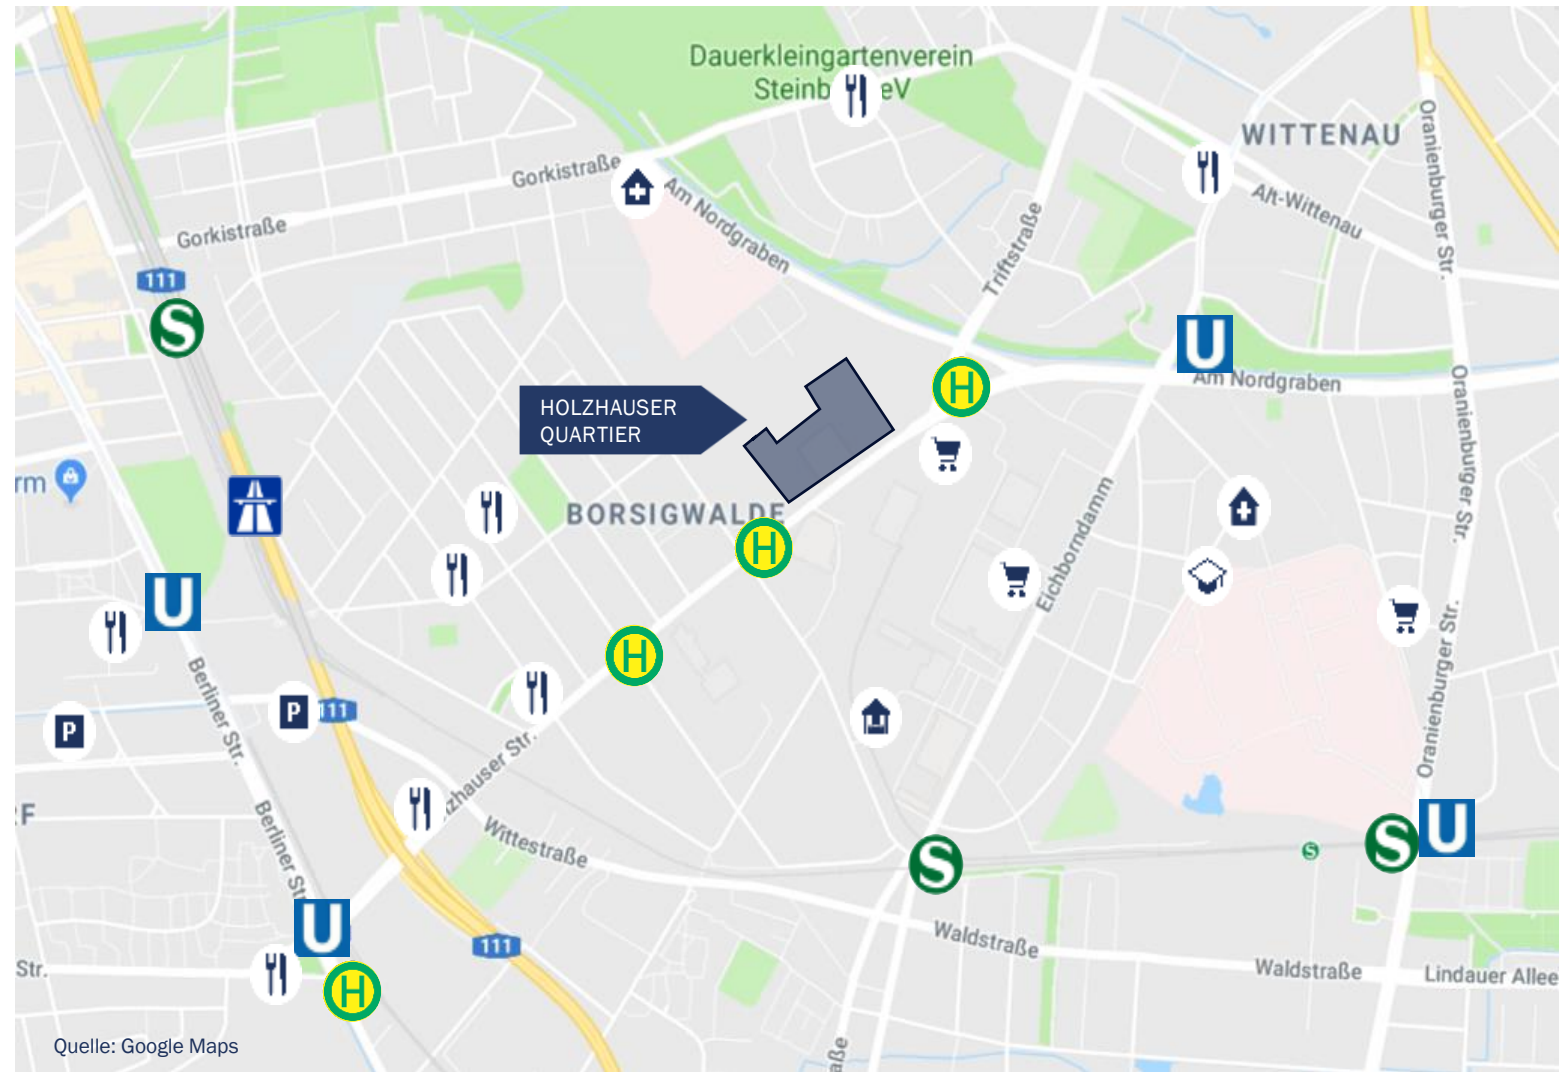 Dauerkleingartenverein
Steinb eV
WITTENAU
Oranienburger Str.
Gorkistraße
Am Nordgraben
Alt-Wittenau
Triftstraße
Gorkistraße
111
S
U
Am Nordgraben
H
HOLZHAUSER
QUARTIER
Oranienburger Str.
rm
BORSIGWALDE
H
Eichborndamm
U
H
Oranienburger Str.
Berliner Str.
P
111
P
zhauser Str.
F
Berliner Str
Wittestraße
S
S
S
U
U
111
Waldstraße
Waldstraße
Lindauer Allee
Str.
H
aße
Quelle: Google Maps